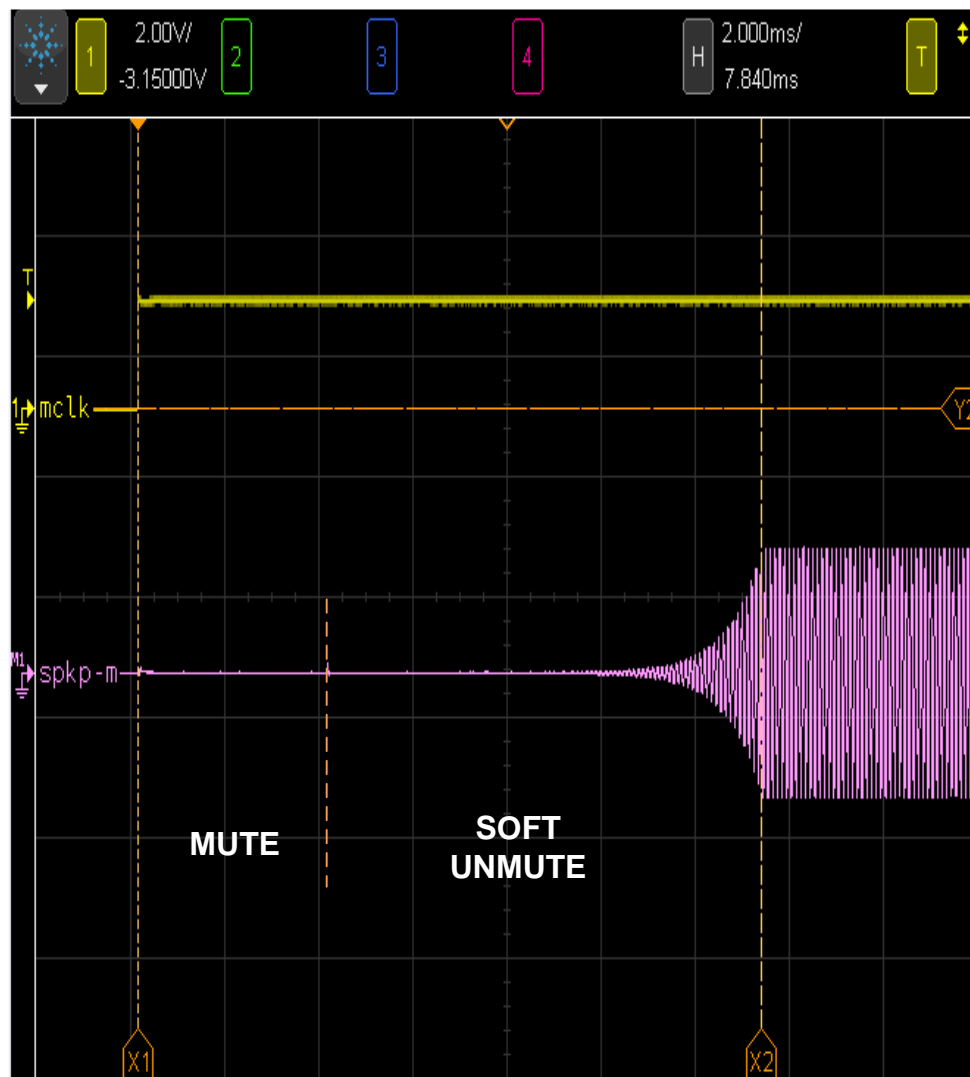 1 2.00V/ 2 3 4 H 2.000ms/ T
-3.15000V 7.840ms
T
1 mclk Y2
M1 spkp-m
MUTE
SOFT
UNMUTE
X1 X2